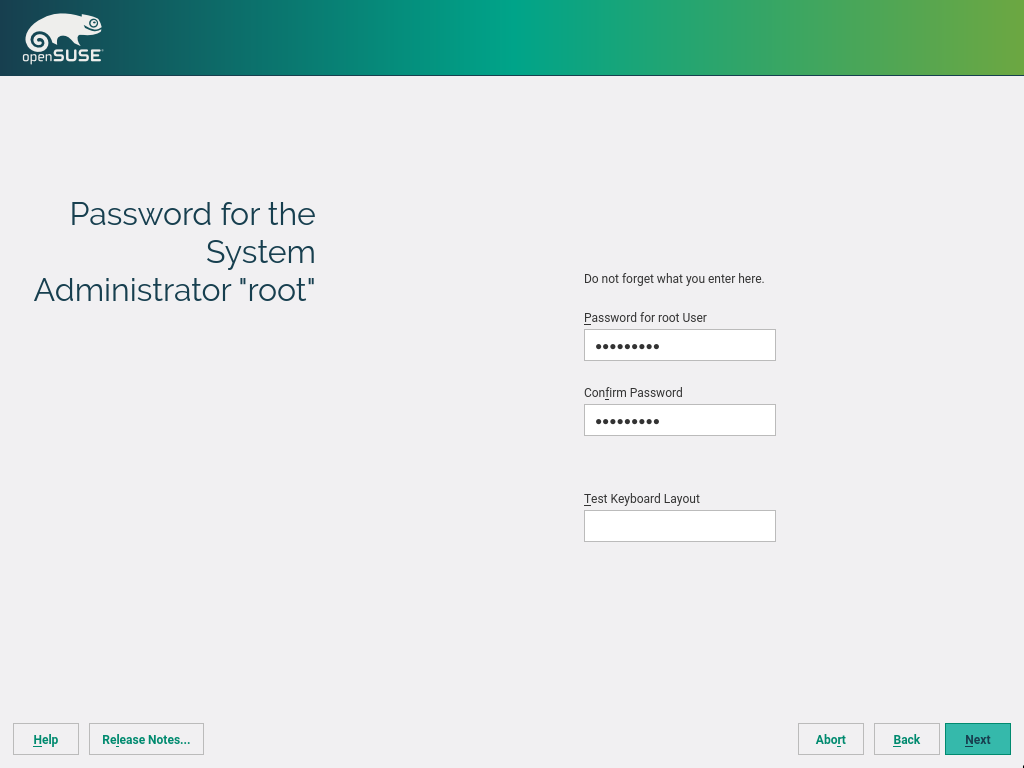 openSUSE
Password for the
System
Administrator "root"
Do not forget what you enter here.
Password for root User
●●●●●●●●●
Confirm Password
●●●●●●●●●
Test Keyboard Layout
Help
Release Notes...
Abort
Back
Next